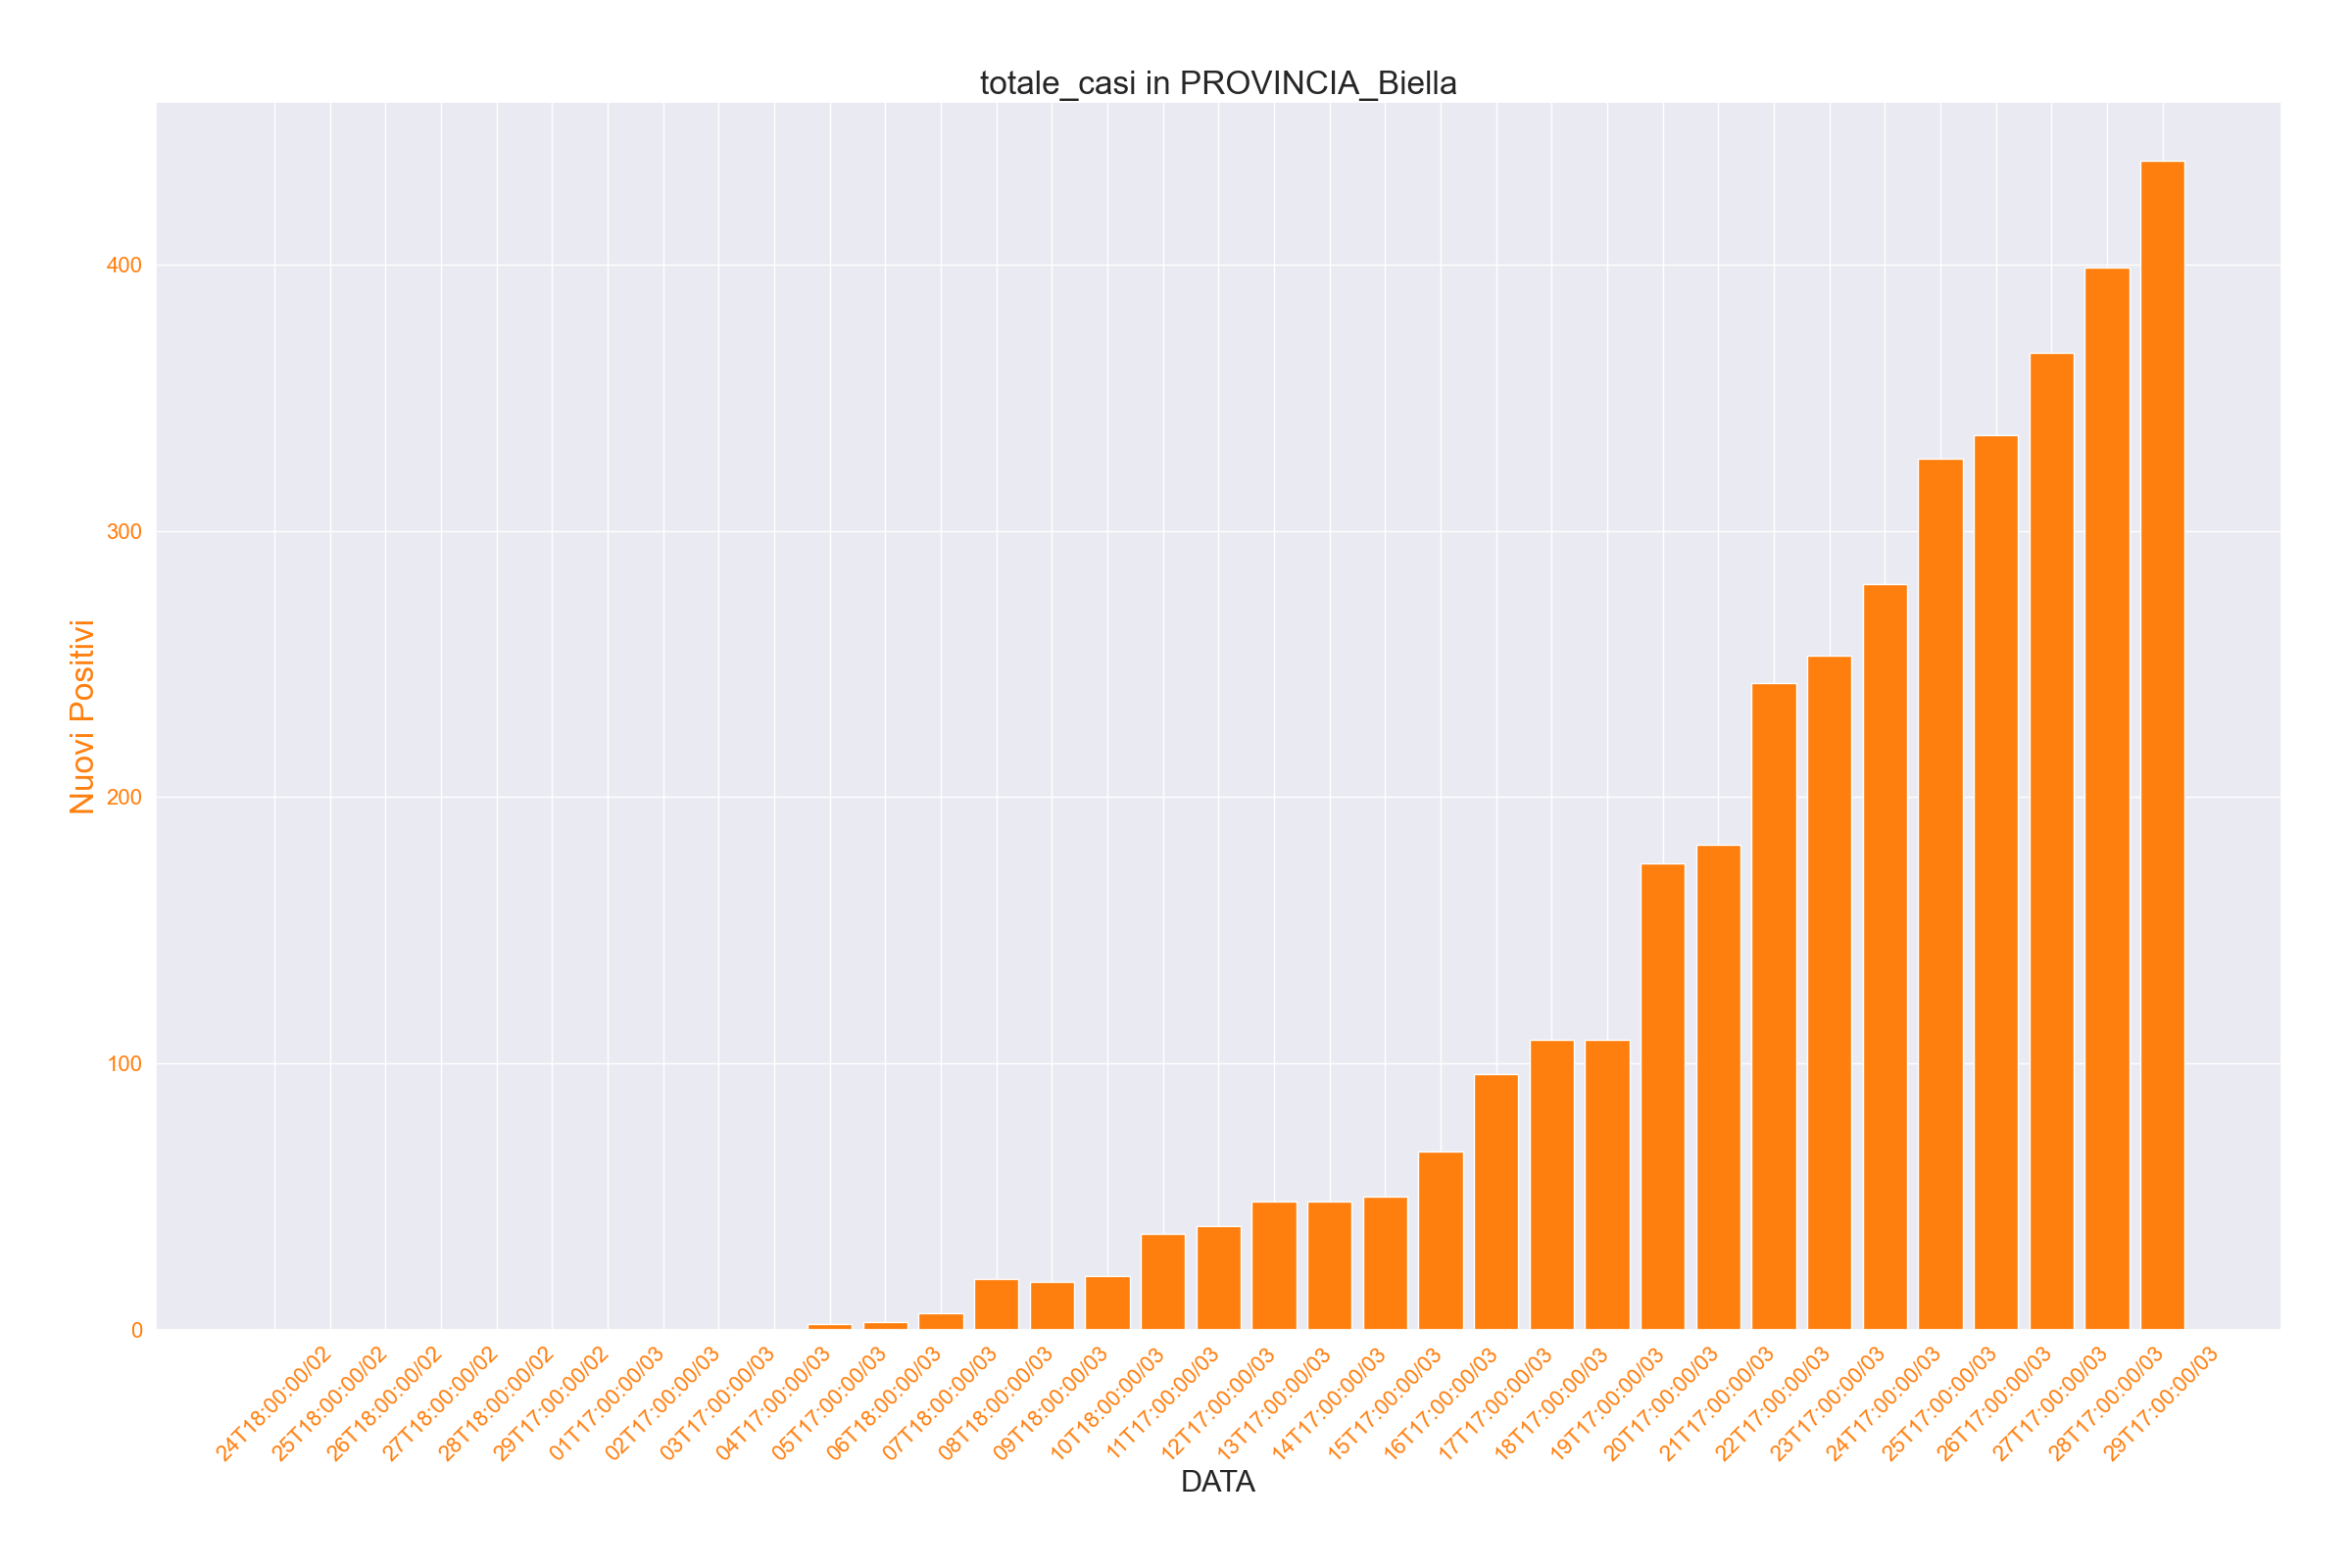 totale_casi in PROVINCIA_Biella
Nuovi Positivi
400
300
200
100
0
24T18:00:00/02
25T18:00:00/02
26T18:00:00/02
27T18:00:00/02
28T18:00:00/02
29T17:00:00/02
01T17:00:00/03
02T17:00:00/03
03T17:00:00/03
04T17:00:00/03
05T17:00:00/03
06T18:00:00/03
07T18:00:00/03
08T18:00:00/03
09T18:00:00/03
10T18:00:00/03
11T17:00:00/03
12T17:00:00/03
13T17:00:00/03
14T17:00:00/03
15T17:00:00/03
16T17:00:00/03
17T17:00:00/03
18T17:00:00/03
19T17:00:00/03
20T17:00:00/03
21T17:00:00/03
22T17:00:00/03
23T17:00:00/03
24T17:00:00/03
25T17:00:00/03
26T17:00:00/03
27T17:00:00/03
28T17:00:00/03
29T17:00:00/03
DATA